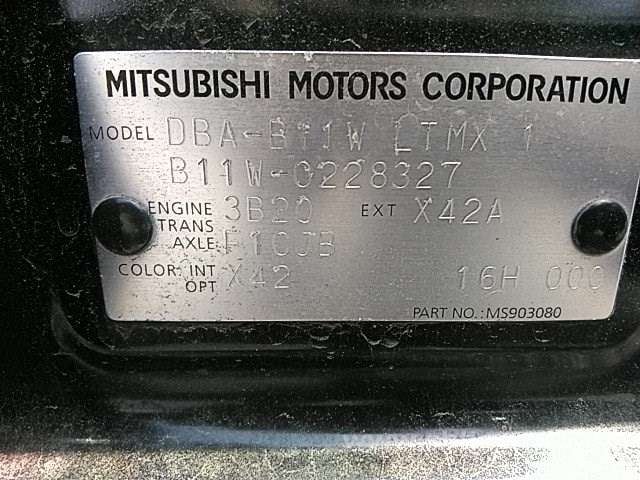 MITSUBISHI MOTORS CORPORATION
MODEL DBA-B11W LTMX 1
B11W-0228327
ENGINE 3B20 EXT X42A
TRANS
AXLE F1CJB
COLOR: INT X42 16H 00C
OPT
PART NO.:MS903080